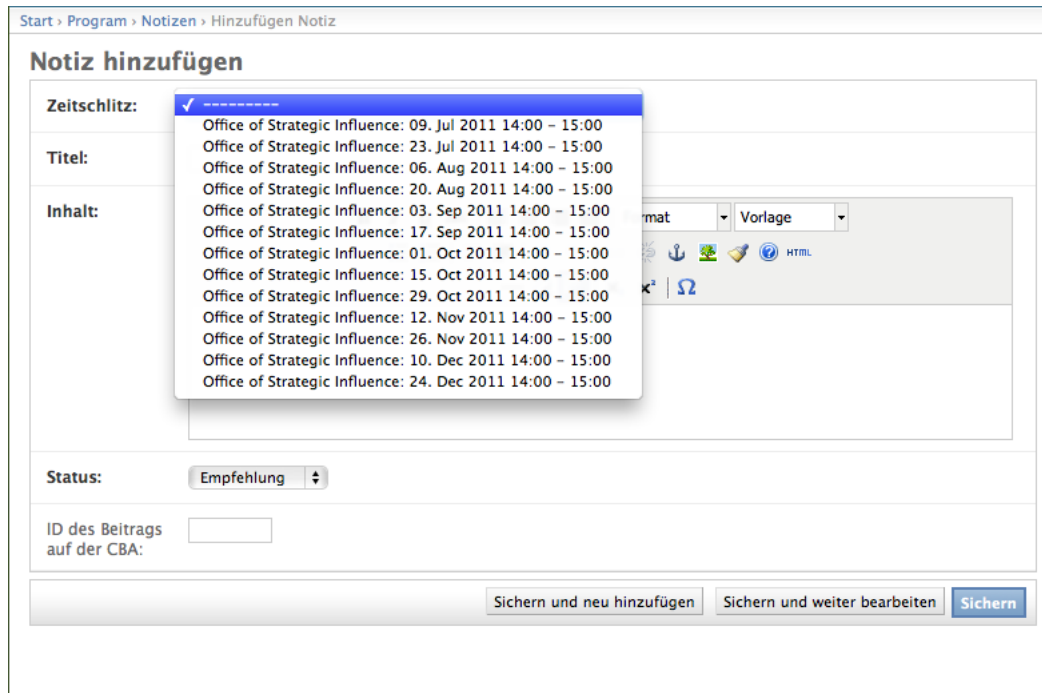 Start › Program › Notizen › Hinzufügen Notiz
Notiz hinzufügen
Zeitschlitz:
✓ ---------
Office of Strategic Influence: 09. Jul 2011 14:00 – 15:00
Office of Strategic Influence: 23. Jul 2011 14:00 – 15:00
Office of Strategic Influence: 06. Aug 2011 14:00 – 15:00
Office of Strategic Influence: 20. Aug 2011 14:00 – 15:00
Office of Strategic Influence: 03. Sep 2011 14:00 – 15:00
Office of Strategic Influence: 17. Sep 2011 14:00 – 15:00
Office of Strategic Influence: 01. Oct 2011 14:00 – 15:00
Office of Strategic Influence: 15. Oct 2011 14:00 – 15:00
Office of Strategic Influence: 29. Oct 2011 14:00 – 15:00
Office of Strategic Influence: 12. Nov 2011 14:00 – 15:00
Office of Strategic Influence: 26. Nov 2011 14:00 – 15:00
Office of Strategic Influence: 10. Dec 2011 14:00 – 15:00
Office of Strategic Influence: 24. Dec 2011 14:00 – 15:00
Titel:
Inhalt:
Vorlage
HTML
x² Ω
Status:
Empfehlung
ID des Beitrags
auf der CBA:
Sichern und neu hinzufügen Sichern und weiter bearbeiten Sichern